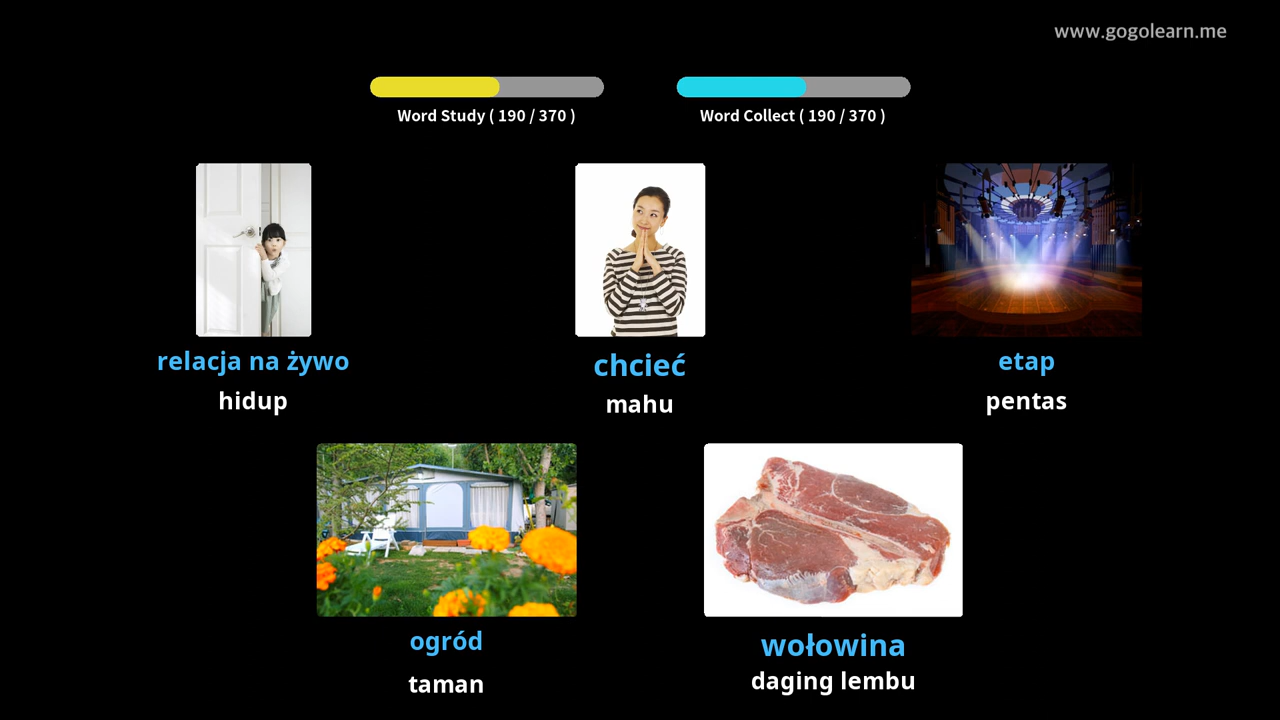 www.gogolearn.me
Word Study ( 190 / 370 )
Word Collect ( 190 / 370 )
relacja na żywo
hidup
chcieć
mahu
etap
pentas
ogród
taman
wołowina
daging lembu